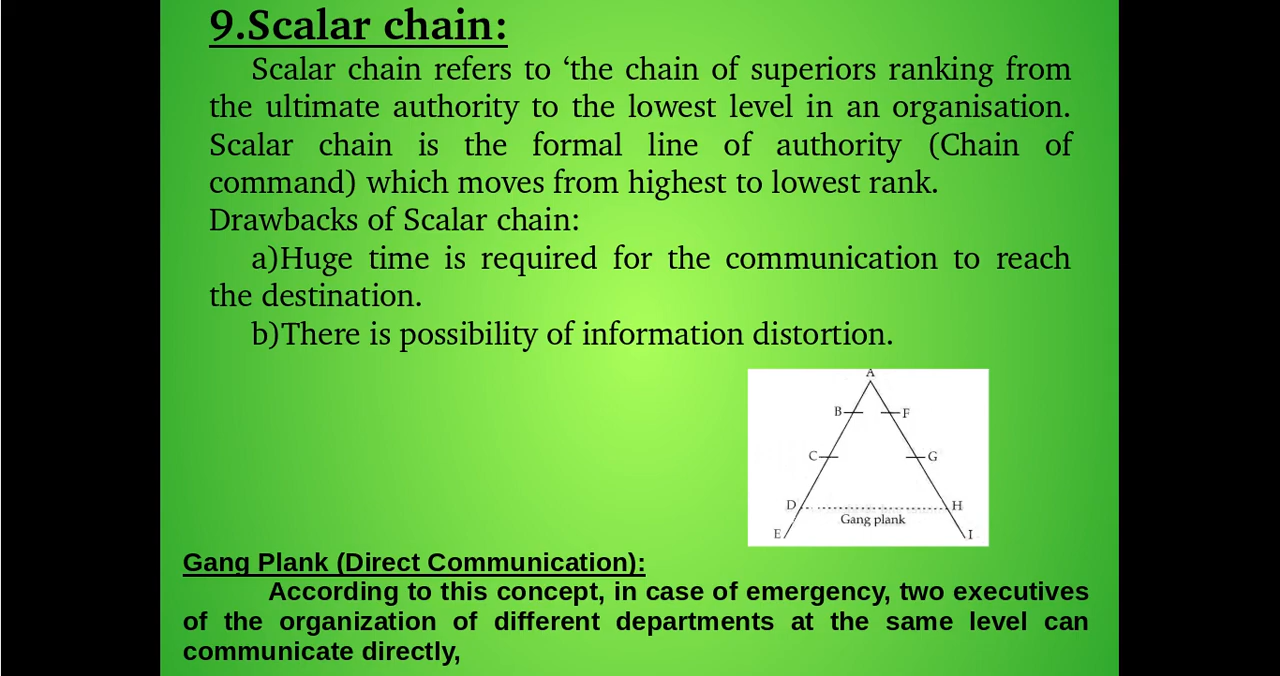 9.Scalar chain:
Scalar chain refers to ‘the chain of superiors ranking from
the ultimate authority to the lowest level in an organisation.
Scalar chain is the formal line of authority (Chain of
command) which moves from highest to lowest rank.
Drawbacks of Scalar chain:
a)Huge time is required for the communication to reach
the destination.
b)There is possibility of information distortion.
A
B F
C G
D H
Gang plank
E I
Gang Plank (Direct Communication):
According to this concept, in case of emergency, two executives
of the organization of different departments at the same level can
communicate directly,